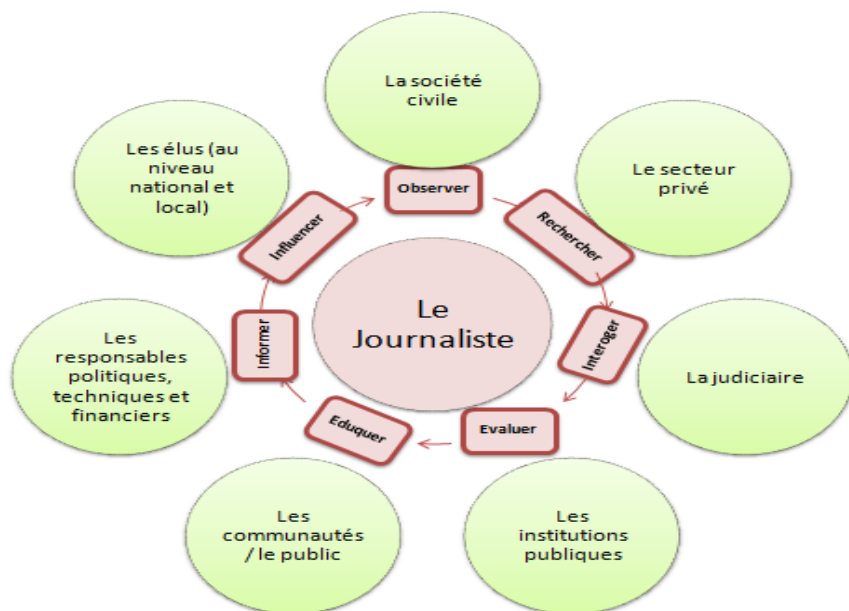 La société
civile
Les élus (au
niveau
national et
local)
Le secteur
privé
Observer
Influencer
Rechercher
Le
Journaliste
Informer
Interoger
Les
responsables
politiques,
techniques et
financiers
La judiciaire
Eduquer
Evaluer
Les
communautés
/ le public
Les
institutions
publiques